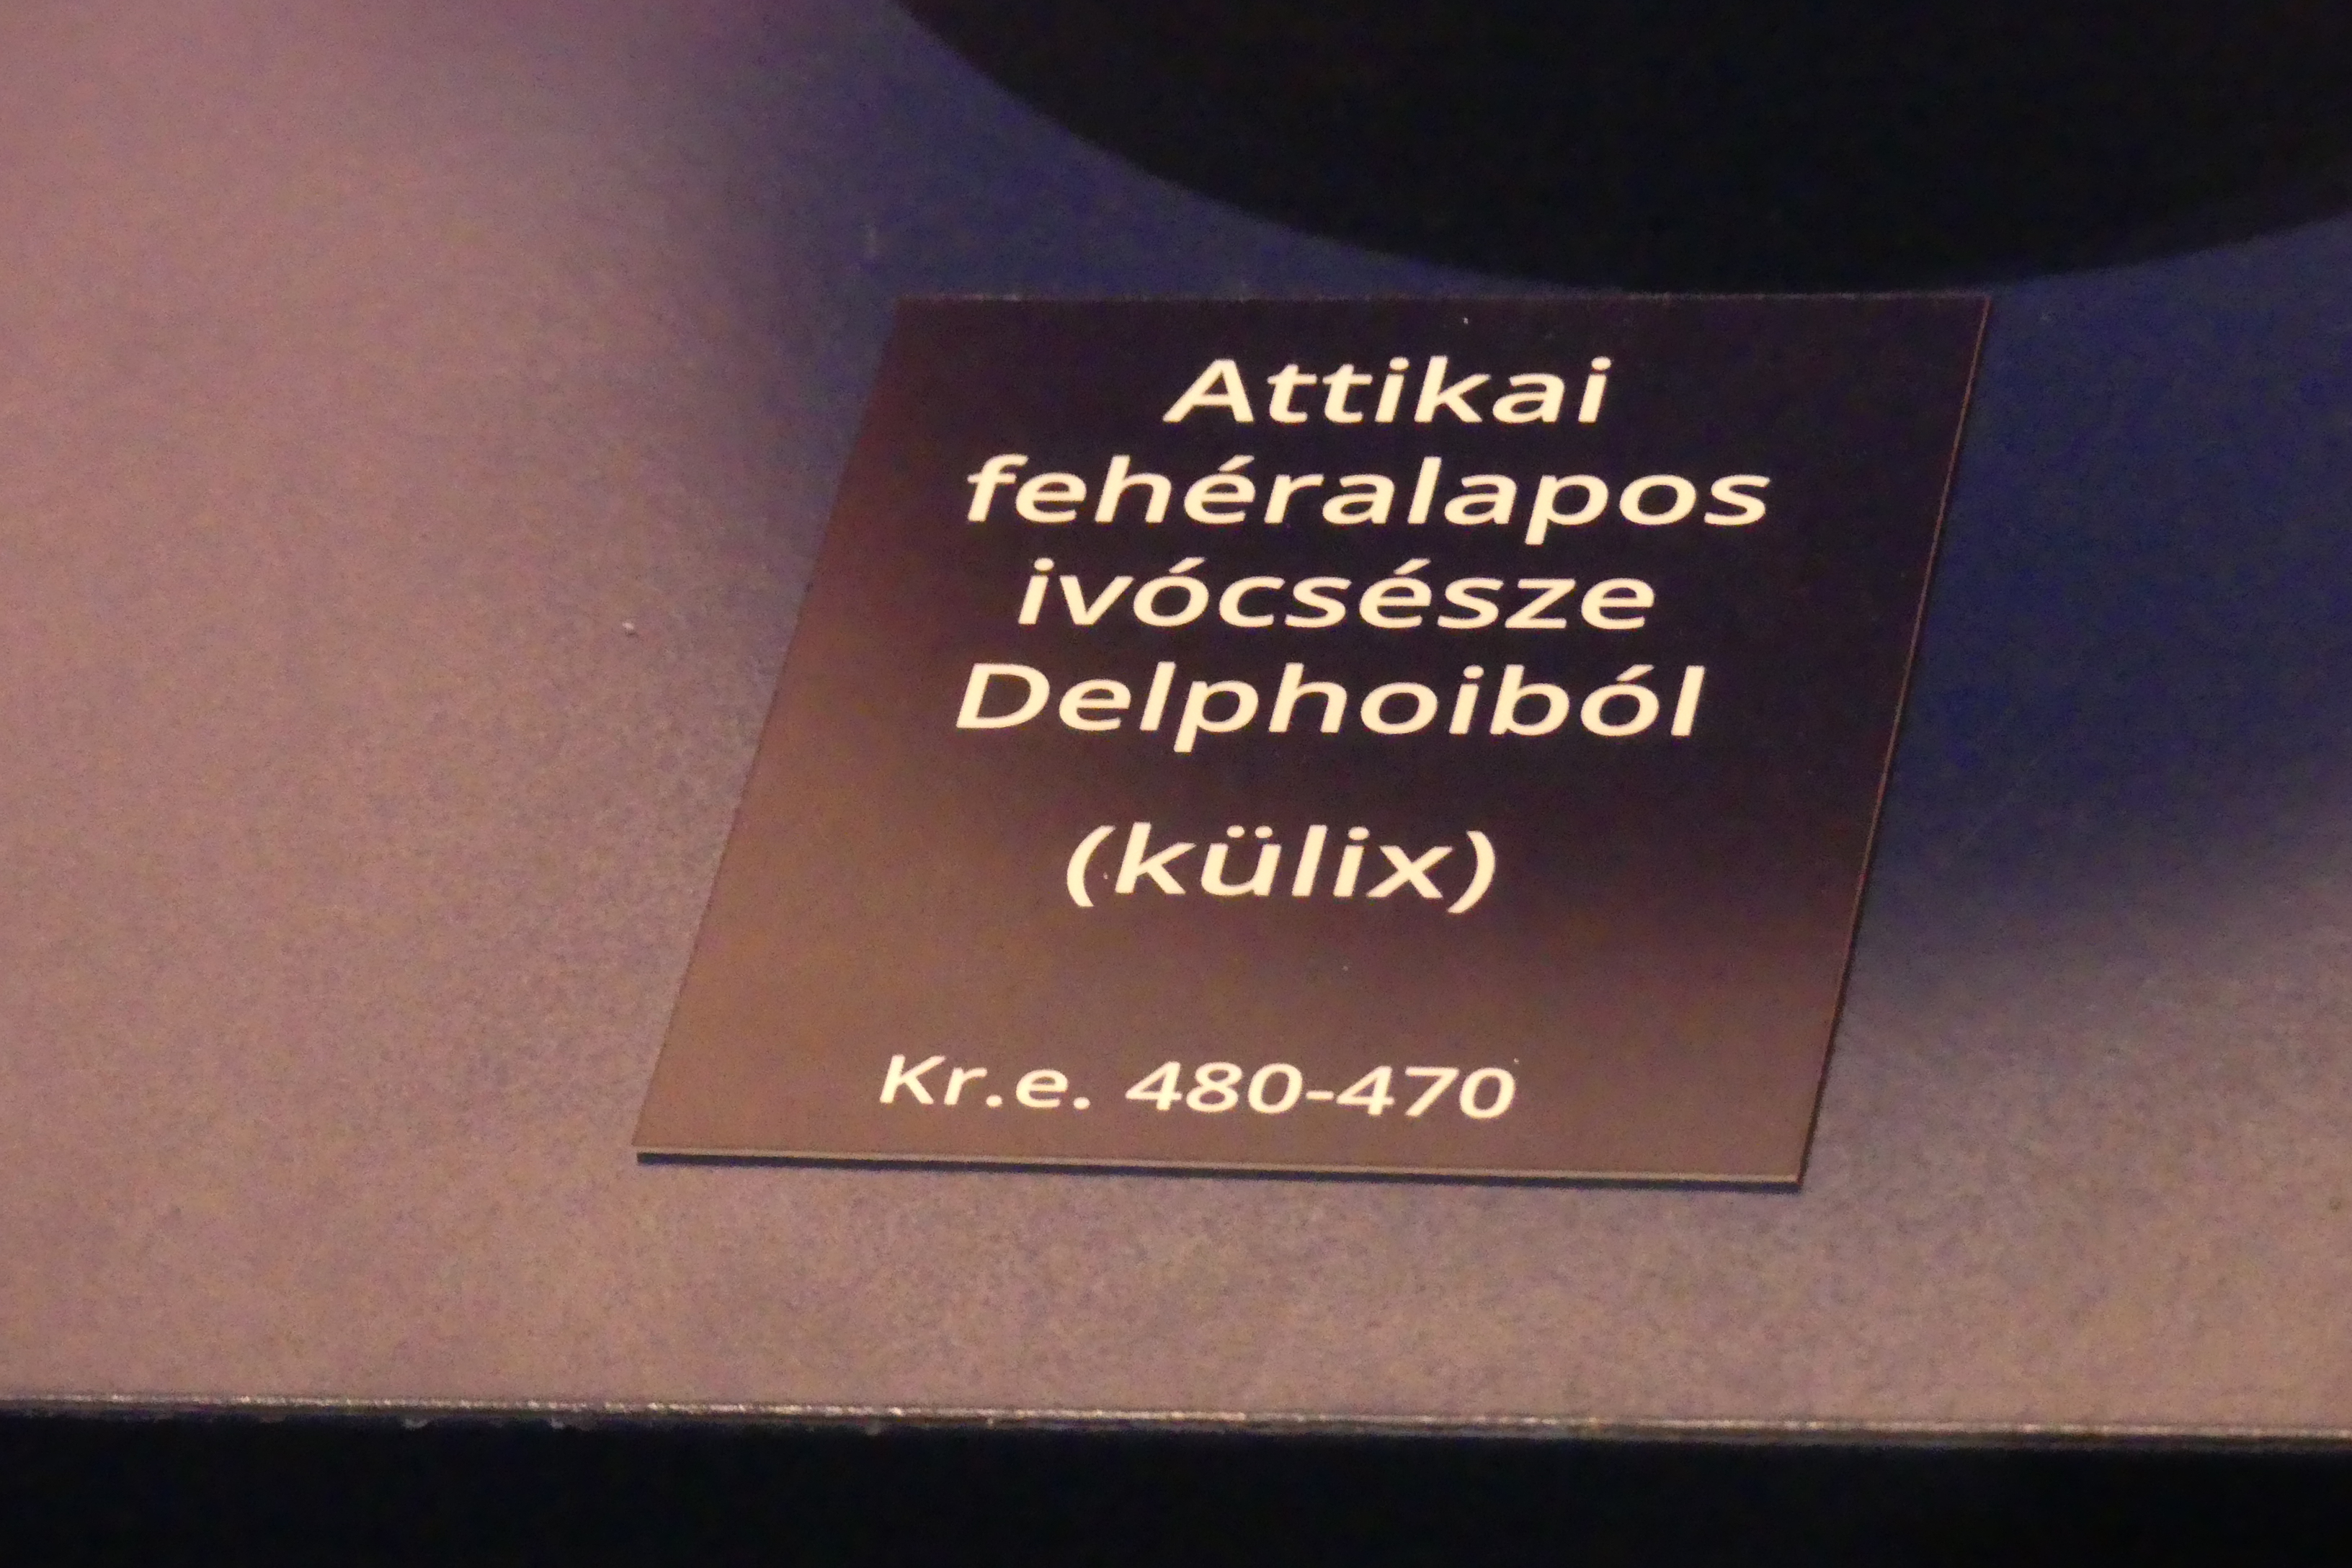 Attikai
fehéralapos
ivócsésze
Delphoiból
(külix)
Kr.e. 480-470